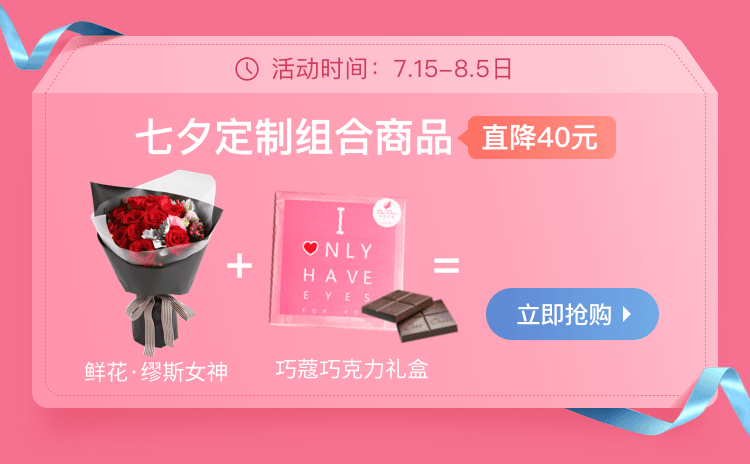 活动时间：7.15-8.5日
七夕定制组合商品
直降40元
I
ONLY
HAVE
EYES
FOR YOU
+
=
立即抢购
鲜花·缪斯女神
巧蔻巧克力礼盒